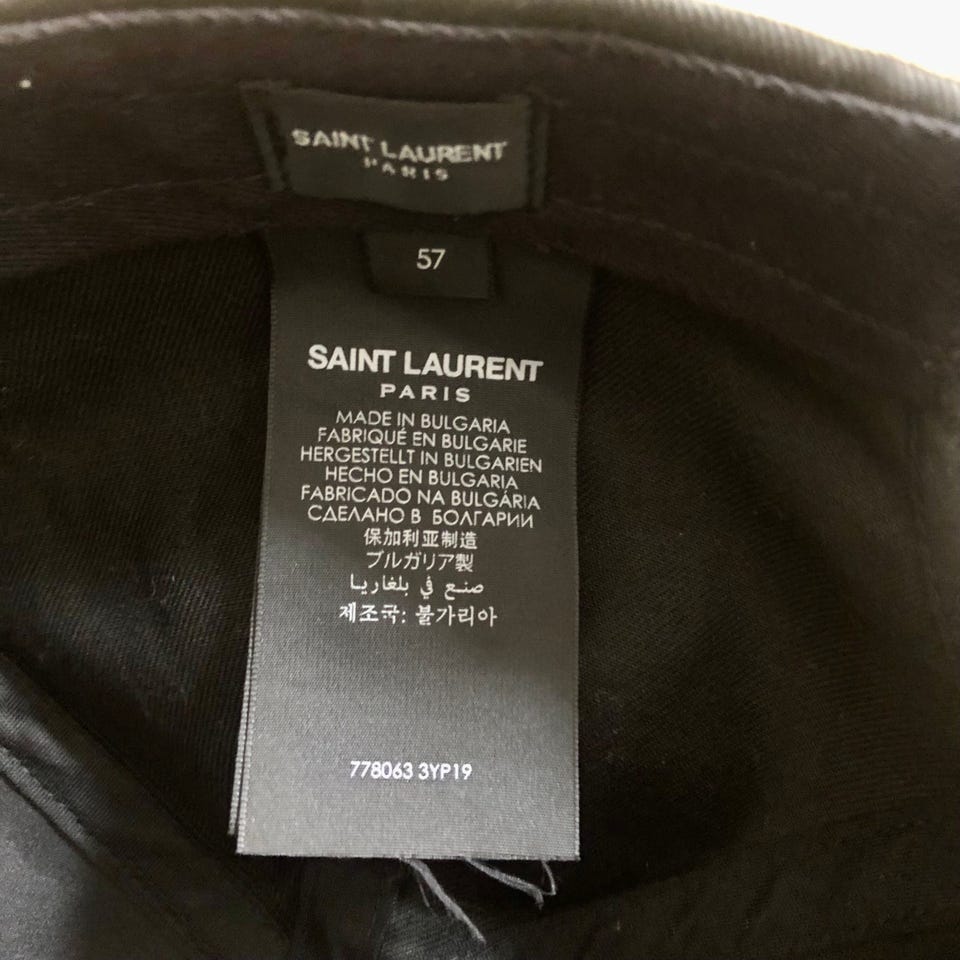 SAINT LAURENT
PARIS
57
SAINT LAURENT
PARIS
MADE IN BULGARIA
FABRIQUÉ EN BULGARIE
HERGESTELLT IN BULGARIEN
HECHO EN BULGARIA
FABRICADO NA BULGÁRIA
СДЕЛАНО В БОЛГАРИИ
保加利亚制造
ブルガリア製
صنع في بلغاريا
제조국: 불가리아
778063 3YP19